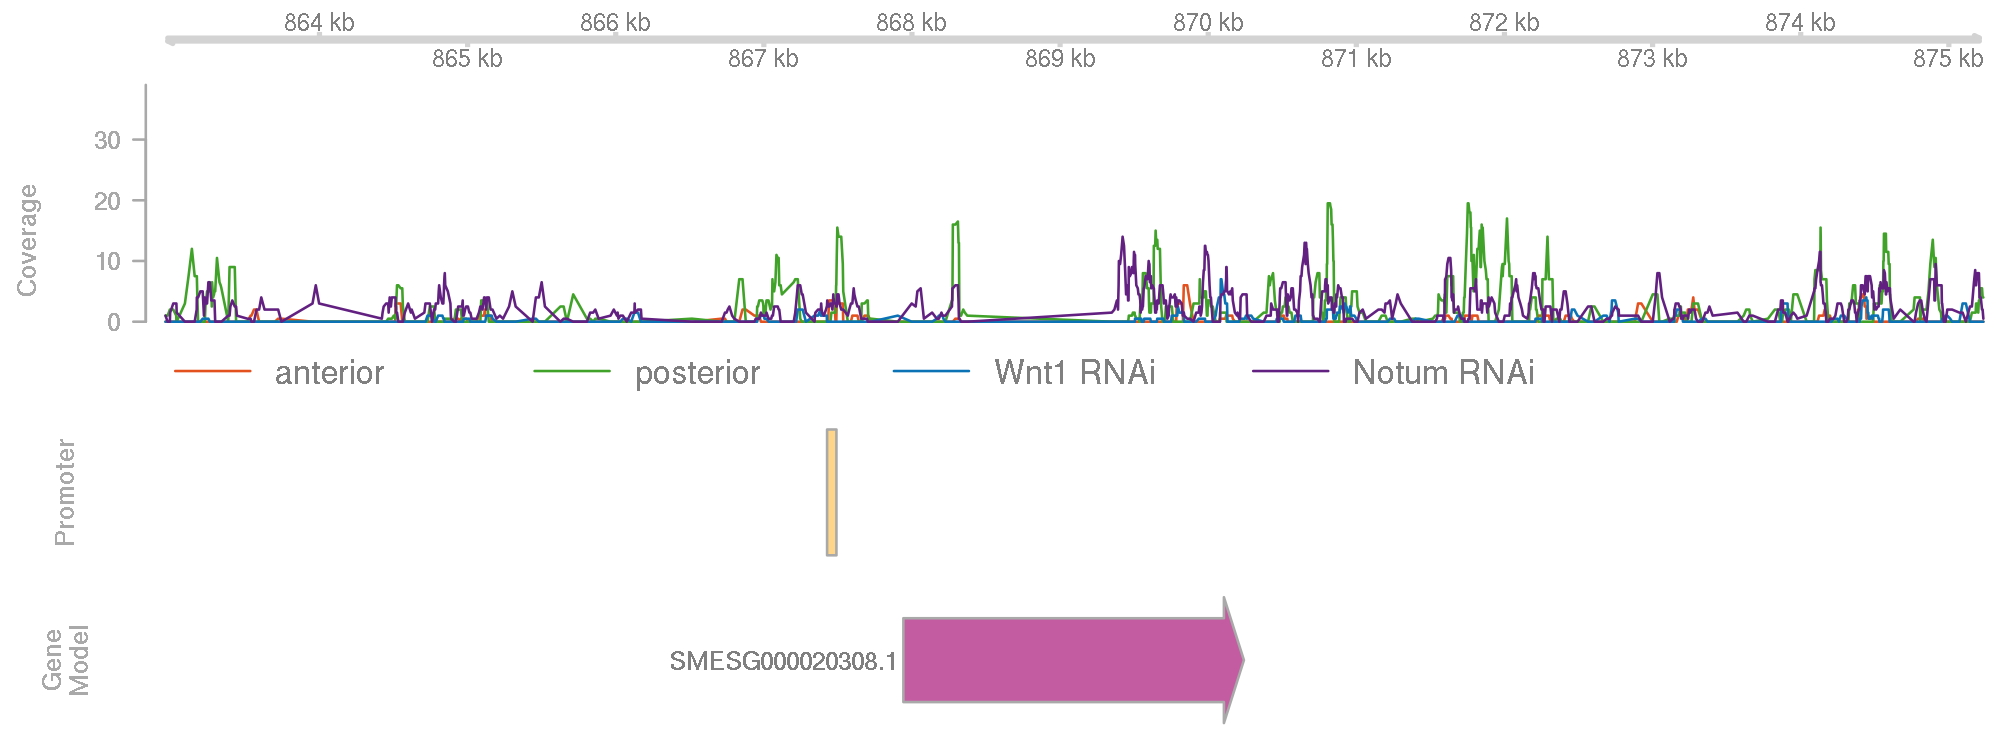 864 kb 866 kb 868 kb 870 kb 872 kb 874 kb
865 kb 867 kb 869 kb 871 kb 873 kb 875 kb
30
20
10
0
Coverage
anterior posterior Wnt1 RNAi Notum RNAi
Promoter
Gene
Model
SMESG000020308.1